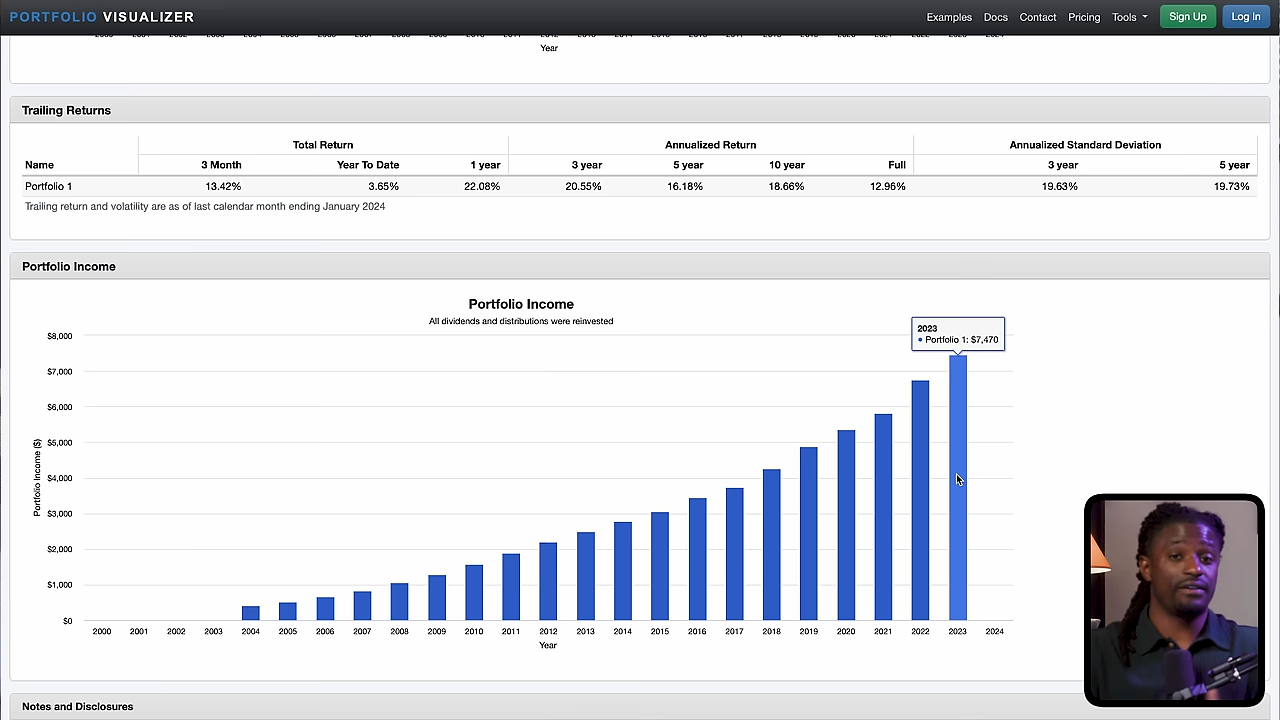 PORTFOLIO VISUALIZER Examples Docs Contact Pricing Tools Sign Up Log In
Year
Trailing Returns
Total Return Annualized Return Annualized Standard Deviation
Name 3 Month Year To Date 1 year 3 year 5 year 10 year Full 3 year 5 year
Portfolio 1 13.42% 3.65% 22.08% 20.55% 16.18% 18.66% 12.96% 19.63% 19.73%
Trailing return and volatility are as of last calendar month ending January 2024
Portfolio Income
Portfolio Income
All dividends and distributions were reinvested
2023
Portfolio 1: $7,470
$8,000
$7,000
$6,000
$5,000
$4,000
$3,000
$2,000
$1,000
$0
Portfolio Income ($)
2000 2001 2002 2003 2004 2005 2006 2007 2008 2009 2010 2011 2012 2013 2014 2015 2016 2017 2018 2019 2020 2021 2022 2023 2024
Year
Notes and Disclosures